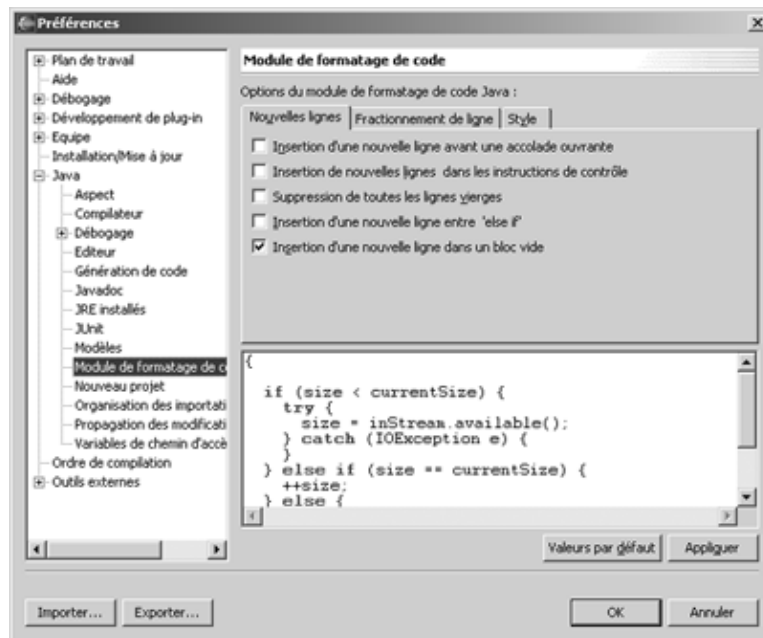 Préférences
Plan de travail
Aide
Débogage
Développement de plug-in
Equipe
Installation/Mise à jour
Java
Aspect
Compilateur
Débogage
Editeur
Génération de code
Javadoc
JRE installés
JUnit
Modèles
Module de formatage de c
Nouveau projet
Organisation des importati
Propagation des modificati
Variables de chemin d'accè
Ordre de compilation
Outils externes
Module de formatage de code
Options du module de formatage de code Java :
Nouvelles lignes Fractionnement de ligne Style
Insertion d'une nouvelle ligne avant une accolade ouvrante
Insertion de nouvelles lignes dans les instructions de contrôle
Suppression de toutes les lignes vierges
Insertion d'une nouvelle ligne entre 'else if'
Insertion d'une nouvelle ligne dans un bloc vide
{
if (size < currentSize) {
try {
size = inStream.available();
} catch (IOException e) {
}
} else if (size == currentSize) {
++size;
} else {
Valeurs par défaut Appliquer
Importer... Exporter... OK Annuler